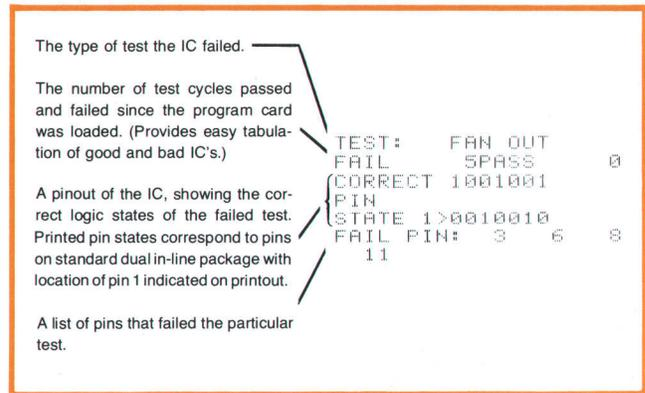 The type of test the IC failed.
The number of test cycles passed
and failed since the program card
was loaded. (Provides easy tabula-
tion of good and bad IC's.)
A pinout of the IC, showing the cor-
rect logic states of the failed test.
Printed pin states correspond to pins
on standard dual in-line package with
location of pin 1 indicated on printout.
A list of pins that failed the particular
test.
TEST: FAN OUT
FAIL 5PASS 0
CORRECT 1001001
PIN
STATE 1>0010010
FAIL PIN: 3 6 8
11